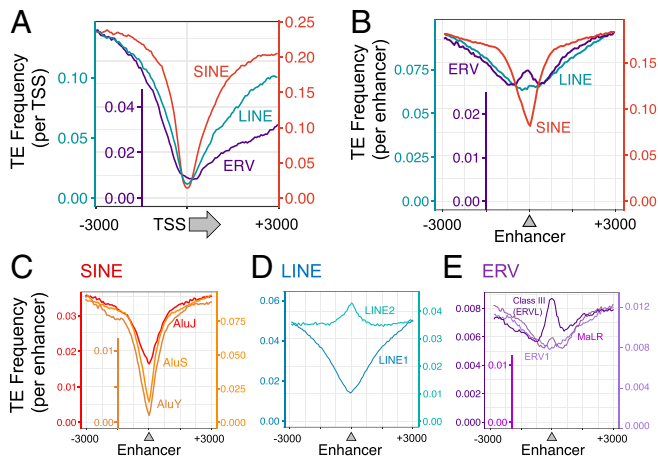 A
TE Frequency
(per TSS)
0.10
0.05
0.00
0.04
0.02
0.00
SINE
LINE
ERV
0.25
0.20
0.15
0.10
0.05
0.00
-3000
TSS
+3000
B
TE Frequency
(per enhancer)
0.075
0.050
0.025
0.00
0.02
0.01
0.00
ERV
LINE
SINE
0.15
0.10
0.05
0.00
-3000
+3000
Enhancer
C
SINE
TE Frequency
(per enhancer)
0.03
0.02
0.01
0.00
0.01
0.00
AluJ
AluS
AluY
0.075
0.050
0.025
0.000
-3000
+3000
Enhancer
D
LINE
0.06
0.04
0.02
0.00
LINE2
LINE1
0.04
0.03
0.02
0.01
0.00
-3000
+3000
Enhancer
E
ERV
0.008
0.006
0.004
0.002
0.000
0.01
0.00
Class III
(ERVL)
MaLR
ERV1
0.012
0.008
0.004
0.000
-3000
+3000
Enhancer